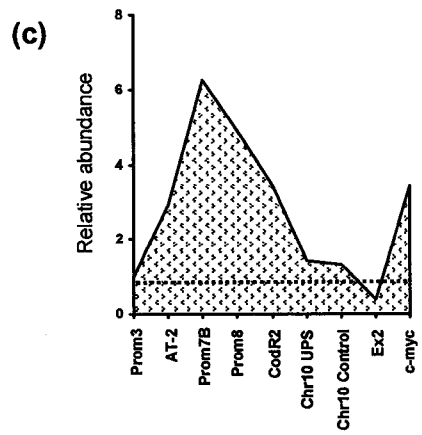 (c)
Relative abundance
8
6
4
2
0
Prom3
AT-2
Prom7B
Prom8
CodR2
Chr10 UPS
Chr10 Control
Ex2
c-myc